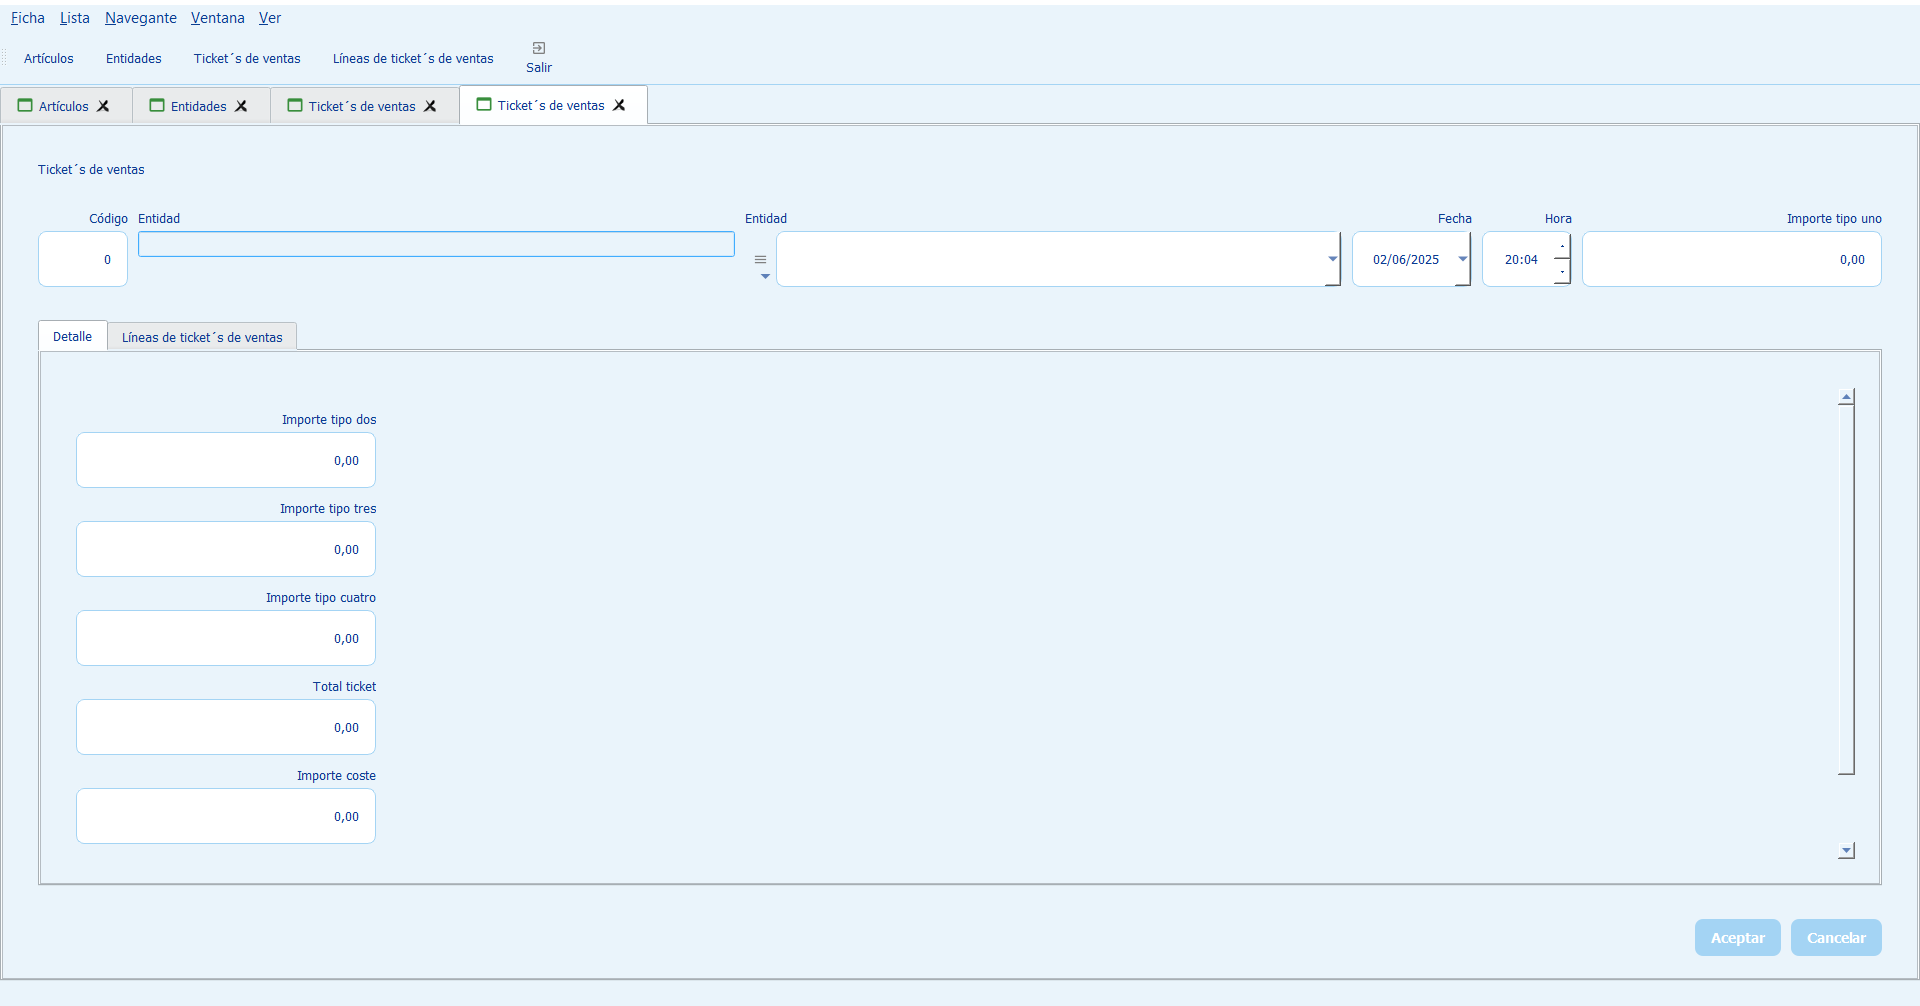 Ficha Lista Navegante Ventana Ver
Artículos Entidades Ticket´s de ventas Líneas de ticket´s de ventas Salir
Artículos Entidades Ticket´s de ventas Ticket´s de ventas
Ticket´s de ventas
Código Entidad Entidad Fecha Hora Importe tipo uno
0 02/06/2025 20:04 0,00
Detalle Líneas de ticket´s de ventas
Importe tipo dos
0,00
Importe tipo tres
0,00
Importe tipo cuatro
0,00
Total ticket
0,00
Importe coste
0,00
Aceptar Cancelar